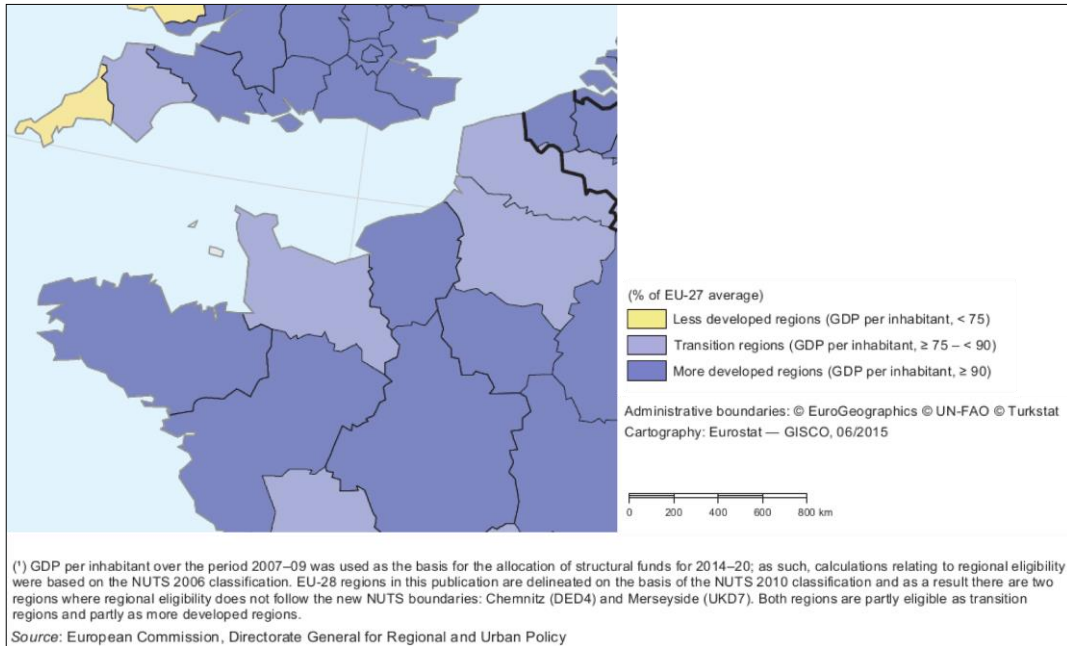 (% of EU-27 average)
Less developed regions (GDP per inhabitant, < 75)
Transition regions (GDP per inhabitant, ≥ 75 – < 90)
More developed regions (GDP per inhabitant, ≥ 90)
Administrative boundaries: © EuroGeographics © UN-FAO © Turkstat
Cartography: Eurostat — GISCO, 06/2015
0 200 400 600 800 km
(¹) GDP per inhabitant over the period 2007–09 was used as the basis for the allocation of structural funds for 2014–20; as such, calculations relating to regional eligibility
were based on the NUTS 2006 classification. EU-28 regions in this publication are delineated on the basis of the NUTS 2010 classification and as a result there are two
regions where regional eligibility does not follow the new NUTS boundaries: Chemnitz (DED4) and Merseyside (UKD7). Both regions are partly eligible as transition
regions and partly as more developed regions.
Source: European Commission, Directorate General for Regional and Urban Policy